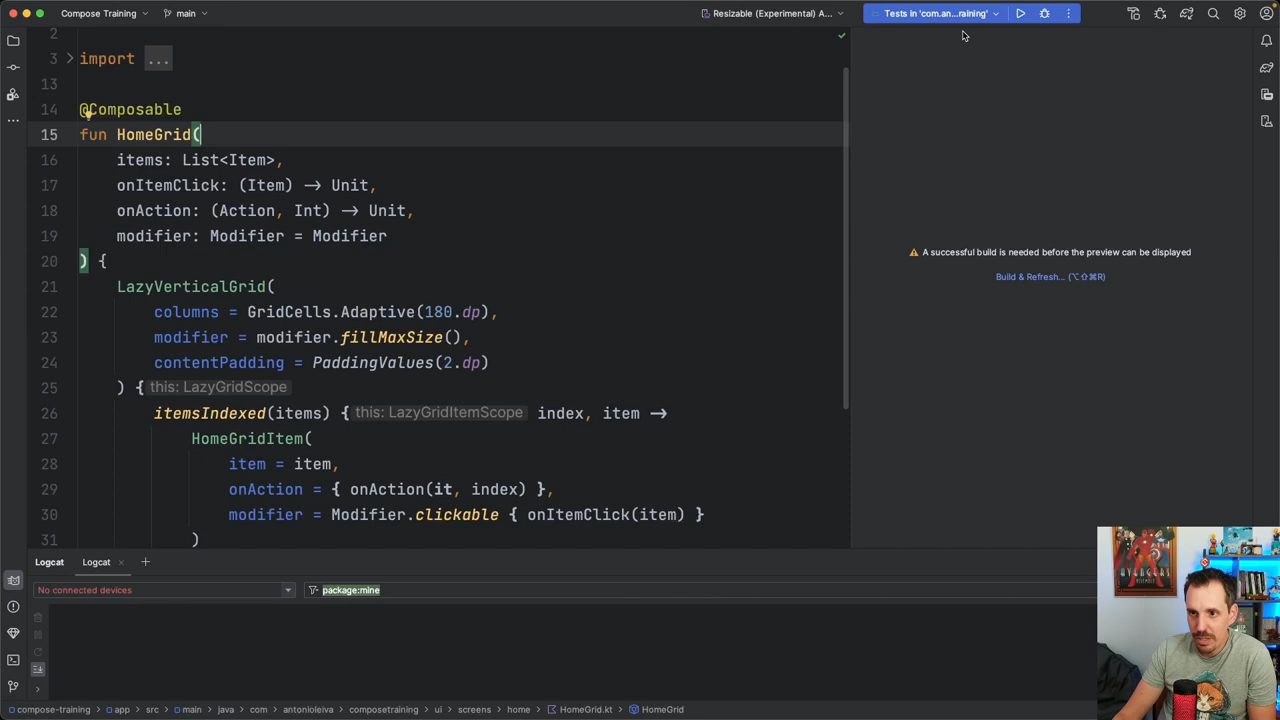 Compose Training
main
Resizable (Experimental) A...
Tests in 'com.an...raining'
2
3 import ...
13
14 @Composable
15 fun HomeGrid(
16 items: List<Item>,
17 onItemClick: (Item) -> Unit,
18 onAction: (Action, Int) -> Unit,
19 modifier: Modifier = Modifier
20 ) {
21 LazyVerticalGrid(
22 columns = GridCells.Adaptive(180.dp),
23 modifier = modifier.fillMaxSize(),
24 contentPadding = PaddingValues(2.dp)
25 ) { this: LazyGridScope
26 itemsIndexed(items) { this: LazyGridItemScope index, item ->
27 HomeGridItem(
28 item = item,
29 onAction = { onAction(it, index) },
30 modifier = Modifier.clickable { onItemClick(item) }
31 )
A successful build is needed before the preview can be displayed
Build & Refresh... (⌥⇧⌘R)
Logcat Logcat
No connected devices
package:mine
AVENGERS
compose-training > app > src > main > java > com > antonioleiva > composetraining > ui > screens > home > HomeGrid.kt > HomeGrid